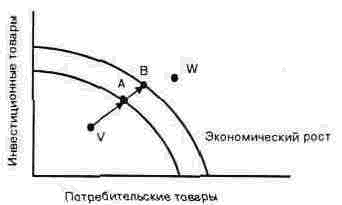 Инвестиционные товары
B
W
A
V
Экономический рост
Потребительские товары